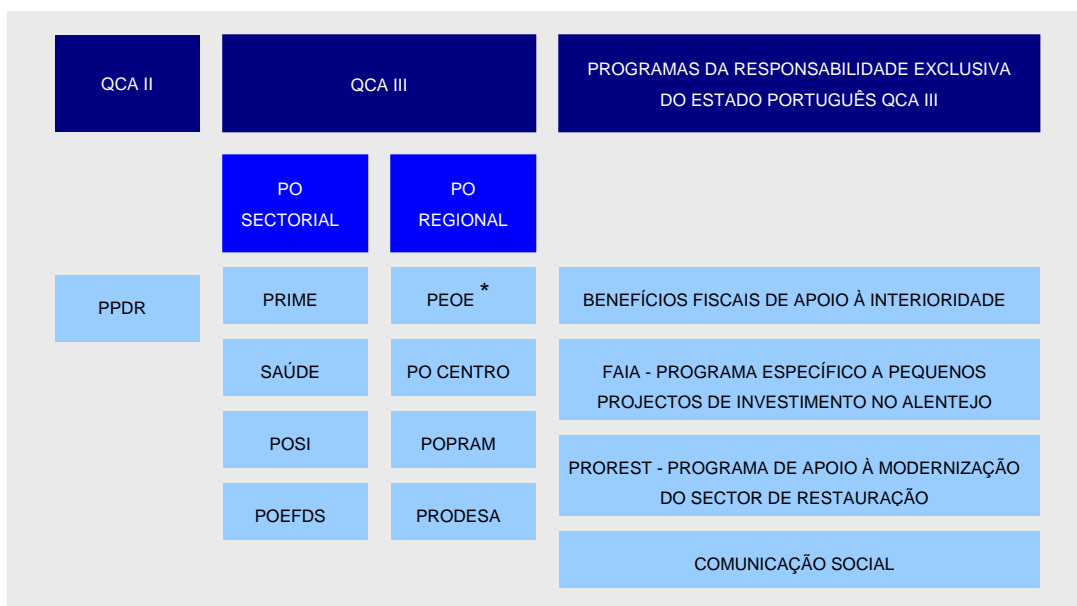 QCA II
QCA III
PROGRAMAS DA RESPONSABILIDADE EXCLUSIVA
DO ESTADO PORTUGUÊS QCA III
PO
SECTORIAL
PO
REGIONAL
PPDR
PRIME
PEOE *
BENEFÍCIOS FISCAIS DE APOIO À INTERIORIDADE
SAÚDE
PO CENTRO
FAIA - PROGRAMA ESPECÍFICO A PEQUENOS
PROJECTOS DE INVESTIMENTO NO ALENTEJO
POSI
POPRAM
PROREST - PROGRAMA DE APOIO À MODERNIZAÇÃO
DO SECTOR DE RESTAURAÇÃO
POEFDS
PRODESA
COMUNICAÇÃO SOCIAL